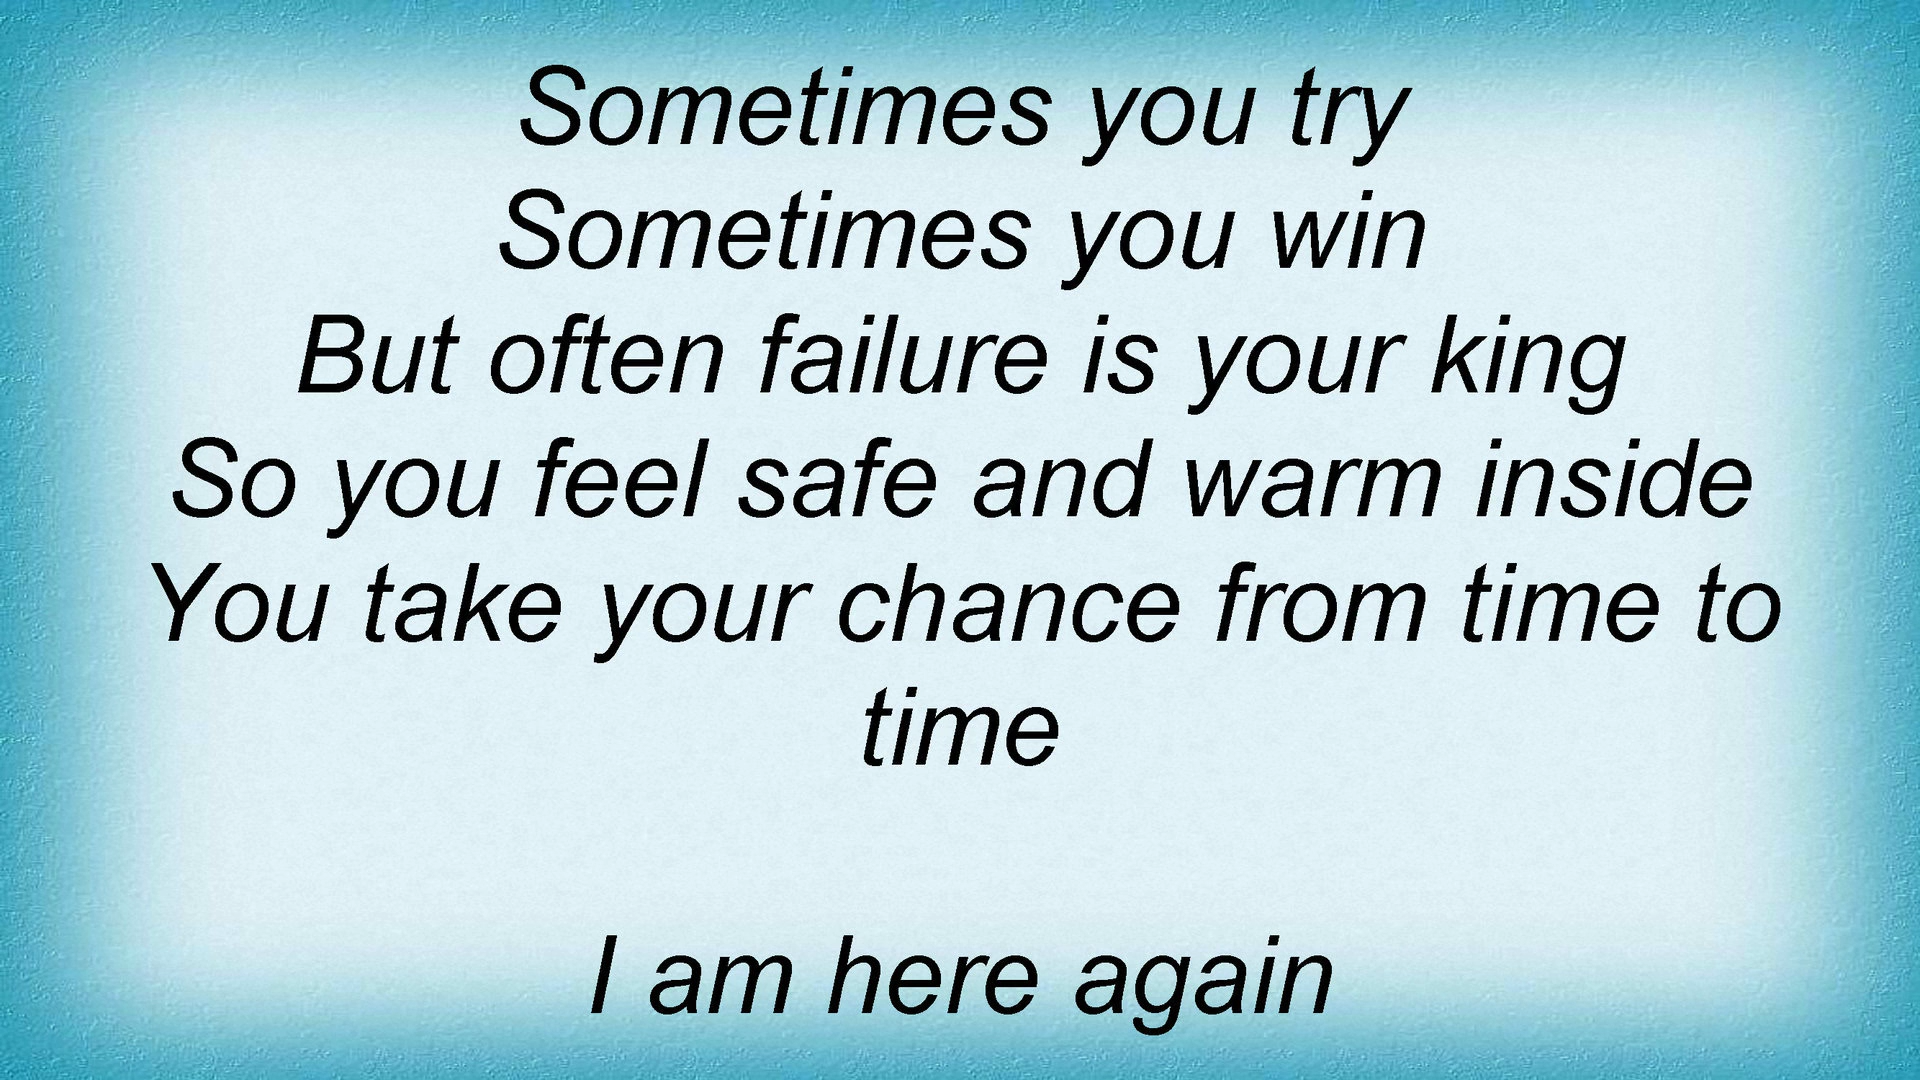 Sometimes you try
Sometimes you win
But often failure is your king
So you feel safe and warm inside
You take your chance from time to
time
I am here again